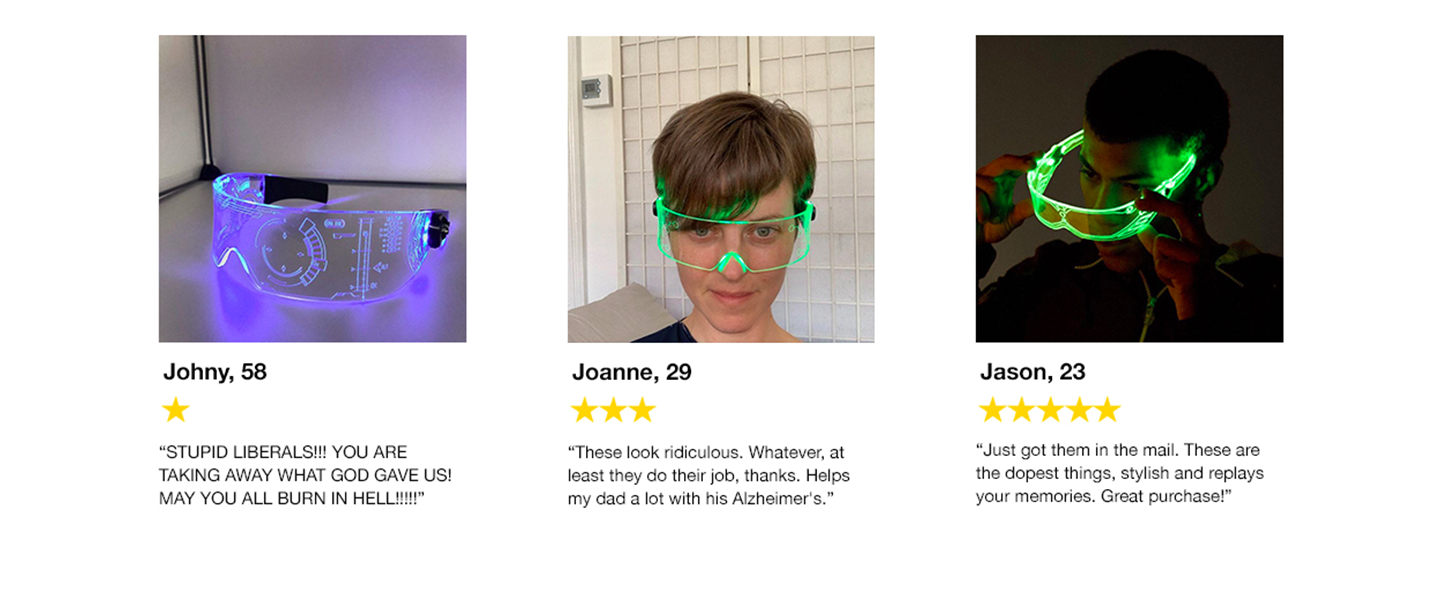 Johny, 58
“STUPID LIBERALS!!! YOU ARE
TAKING AWAY WHAT GOD GAVE US!
MAY YOU ALL BURN IN HELL!!!!!”
Joanne, 29
“These look ridiculous. Whatever, at
least they do their job, thanks. Helps
my dad a lot with his Alzheimer's.”
Jason, 23
“Just got them in the mail. These are
the dopest things, stylish and replays
your memories. Great purchase!”